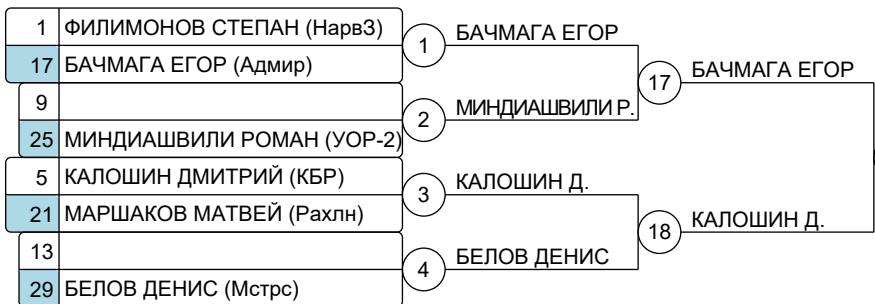 1 ФИЛИМОНОВ СТЕПАН (Нарв3)
17 БАЧМАГА ЕГОР (Адмир)
9
25 МИНДИАШВИЛИ РОМАН (УОР-2)
5 КАЛОШИН ДМИТРИЙ (КБР)
21 МАРШАКОВ МАТВЕЙ (Рахлн)
13
29 БЕЛОВ ДЕНИС (Мстрс)
1 БАЧМАГА ЕГОР
2 МИНДИАШВИЛИ Р.
3 КАЛОШИН Д.
4 БЕЛОВ ДЕНИС
17 БАЧМАГА ЕГОР
18 КАЛОШИН Д.